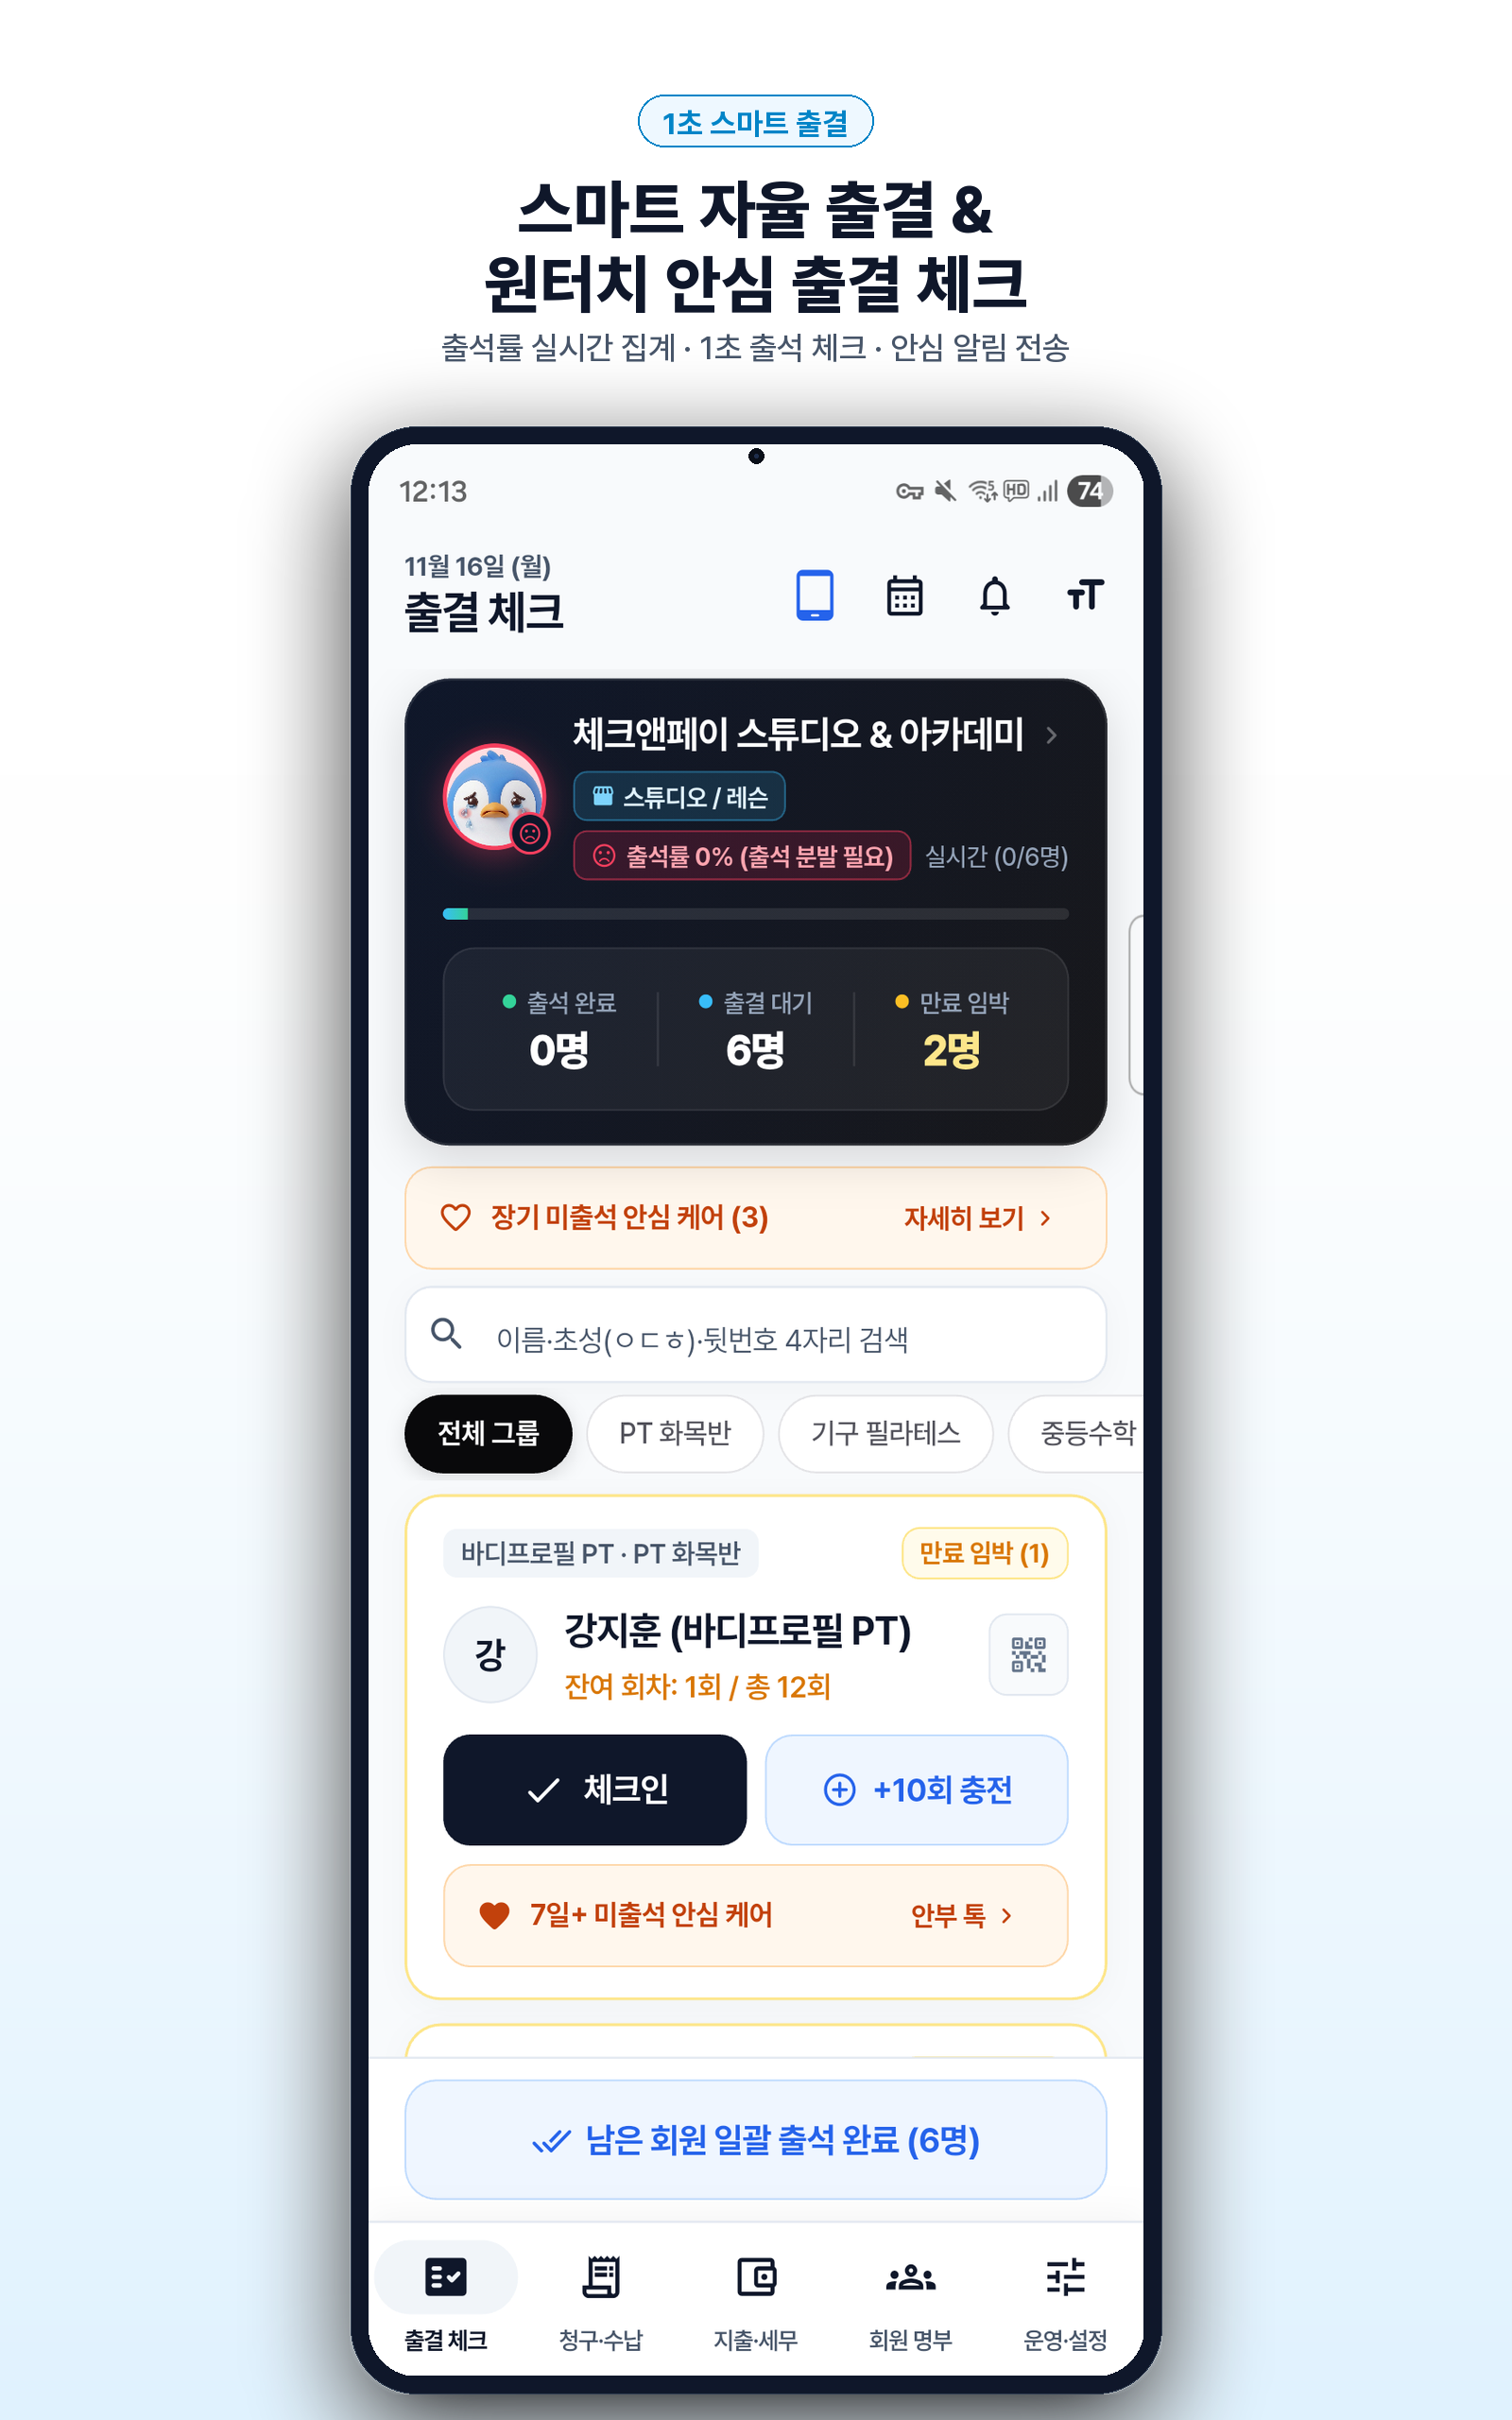 1초 스마트 출결
스마트 자율 출결 &
원터치 안심 출결 체크
출석률 실시간 집계 · 1초 출석 체크 · 안심 알림 전송
12:13
5 HD 74
11월 16일 (월)
출결 체크
체크앤페이 스튜디오 & 아카데미
스튜디오 / 레슨
출석률 0% (출석 분발 필요) 실시간 (0/6명)
출석 완료 출결 대기 만료 임박
0명 6명 2명
장기 미출석 안심 케어 (3) 자세히 보기
이름·초성(ㅇㄷㅎ)·뒷번호 4자리 검색
전체 그룹 PT 화목반 기구 필라테스 중등수학
바디프로필 PT · PT 화목반 만료 임박 (1)
강 강지훈 (바디프로필 PT)
잔여 회차: 1회 / 총 12회
체크인 +10회 충전
7일+ 미출석 안심 케어 안부 톡
남은 회원 일괄 출석 완료 (6명)
출결 체크 청구·수납 지출·세무 회원 명부 운영·설정